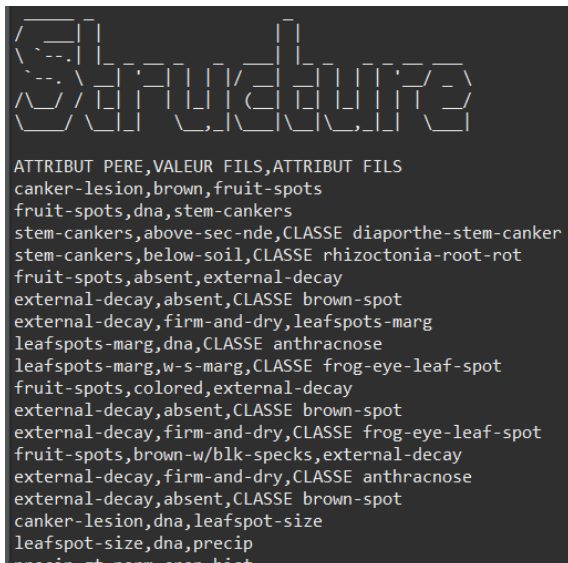 Structure
ATTRIBUT PERE,VALEUR FILS,ATTRIBUT FILS
canker-lesion,brown,fruit-spots
fruit-spots,dna,stem-cankers
stem-cankers,above-sec-nde,CLASSE diaporthe-stem-canker
stem-cankers,below-soil,CLASSE rhizoctonia-root-rot
fruit-spots,absent,external-decay
external-decay,absent,CLASSE brown-spot
external-decay,firm-and-dry,leafspots-marg
leafspots-marg,dna,CLASSE anthracnose
leafspots-marg,w-s-marg,CLASSE frog-eye-leaf-spot
fruit-spots,colored,external-decay
external-decay,absent,CLASSE brown-spot
external-decay,firm-and-dry,CLASSE frog-eye-leaf-spot
fruit-spots,brown-w/blk-specks,external-decay
external-decay,firm-and-dry,CLASSE anthracnose
external-decay,absent,CLASSE brown-spot
canker-lesion,dna,leafspot-size
leafspot-size,dna,precip